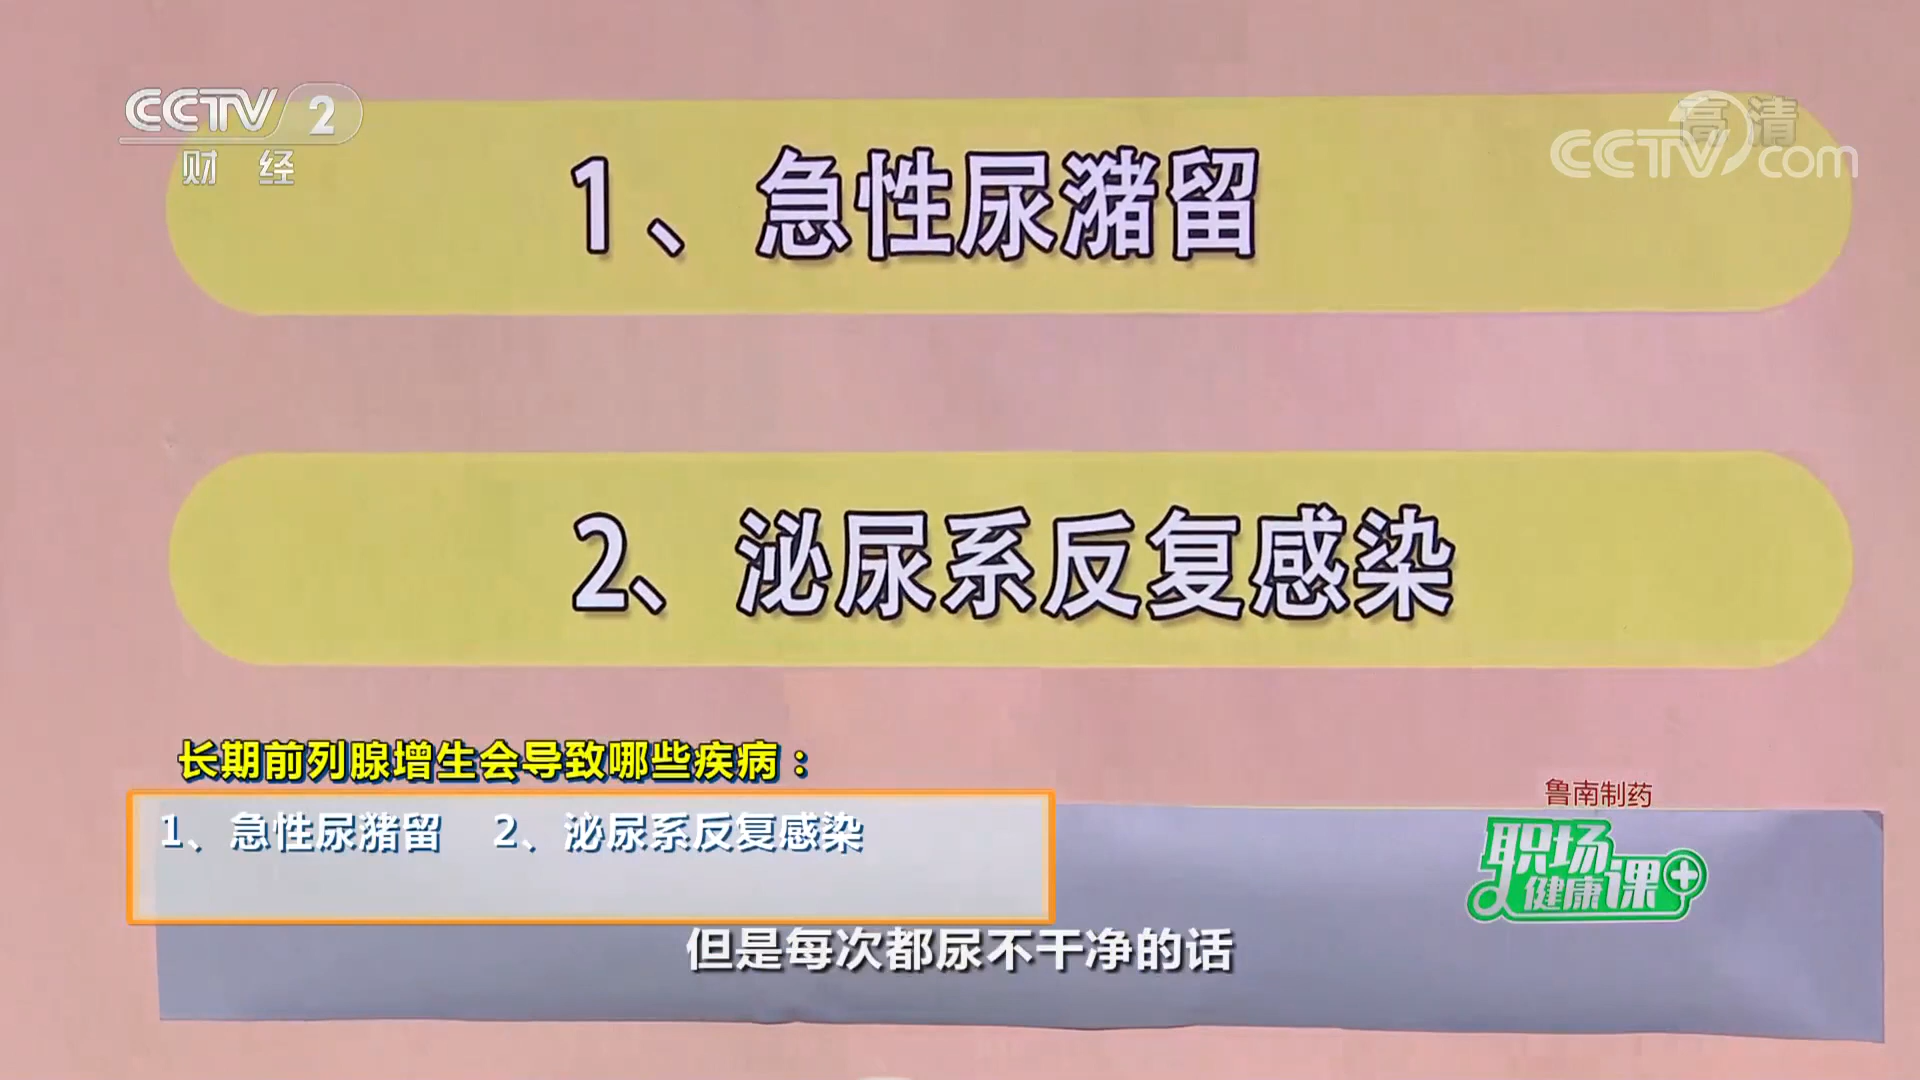 CCTV 2
财 经
高清
CCTV.com
1、急性尿潴留
2、泌尿系反复感染
长期前列腺增生会导致哪些疾病：
1、急性尿潴留 2、泌尿系反复感染
鲁南制药
职场健康课
但是每次都尿不干净的话